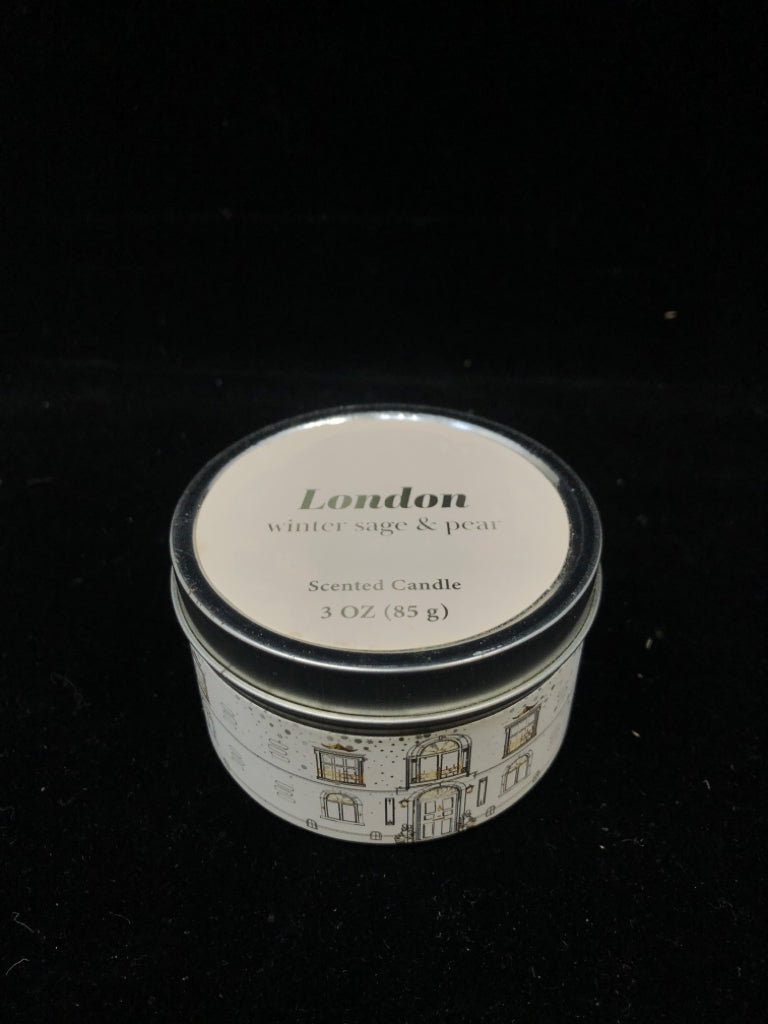 London
winter sage & pear
Scented Candle
3 OZ (85 g)